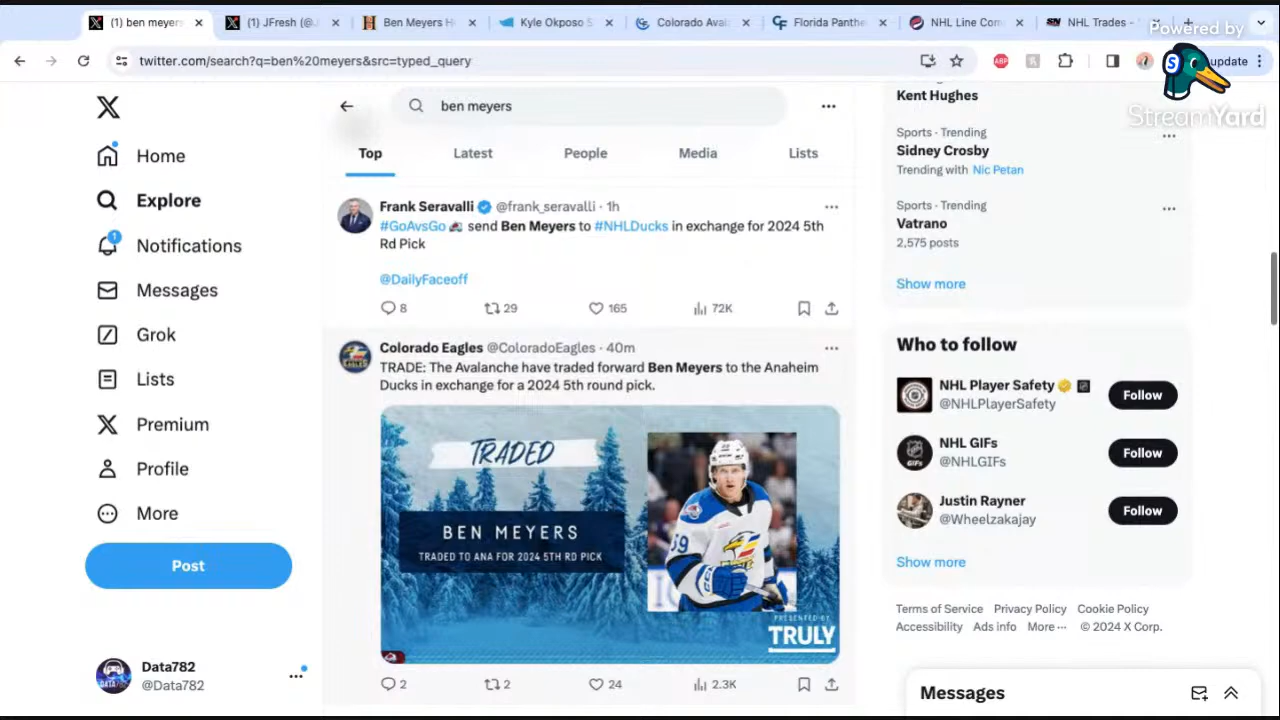 (1) ben meyers
(1) JFresh (@J
Ben Meyers H
Kyle Okposo S
Colorado Aval
Florida Panthe
NHL Line Com
NHL Trades -
Powered by
StreamYard
twitter.com/search?q=ben%20meyers&src=typed_query
ABP
update
ben meyers
Top
Latest
People
Media
Lists
Home
Explore
1
Notifications
Messages
Grok
Lists
Premium
Profile
More
Post
Data782
@Data782
Frank Seravalli @frank_seravalli · 1h
#GoAvsGo send Ben Meyers to #NHLDucks in exchange for 2024 5th
Rd Pick
@DailyFaceoff
8
29
165
72K
Colorado Eagles @ColoradoEagles · 40m
TRADE: The Avalanche have traded forward Ben Meyers to the Anaheim
Ducks in exchange for a 2024 5th round pick.
TRADED
BEN MEYERS
TRADED TO ANA FOR 2024 5TH RD PICK
59
PRESENTED BY
TRULY
2
2
24
2.3K
Kent Hughes
Sports · Trending
Sidney Crosby
Trending with Nic Petan
Sports · Trending
Vatrano
2,575 posts
Show more
Who to follow
NHL Player Safety
@NHLPlayerSafety
Follow
NHL GIFs
@NHLGIFs
Follow
Justin Rayner
@Wheelzakajay
Follow
Show more
Terms of Service Privacy Policy Cookie Policy
Accessibility Ads info More ··· © 2024 X Corp.
Messages